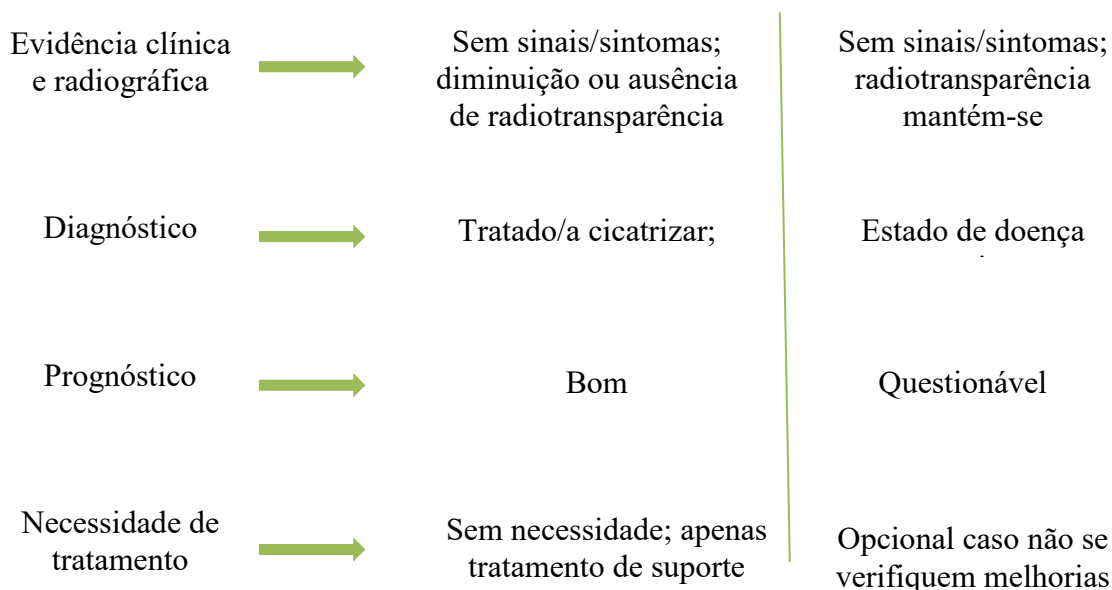 Evidência clínica
e radiográfica
Sem sinais/sintomas;
diminuição ou ausência
de radiotransparência
Sem sinais/sintomas;
radiotransparência
mantém-se
Diagnóstico
Tratado/a cicatrizar;
Estado de doença
Prognóstico
Bom
Questionável
Necessidade de
tratamento
Sem necessidade; apenas
tratamento de suporte
Opcional caso não se
verifiquem melhorias